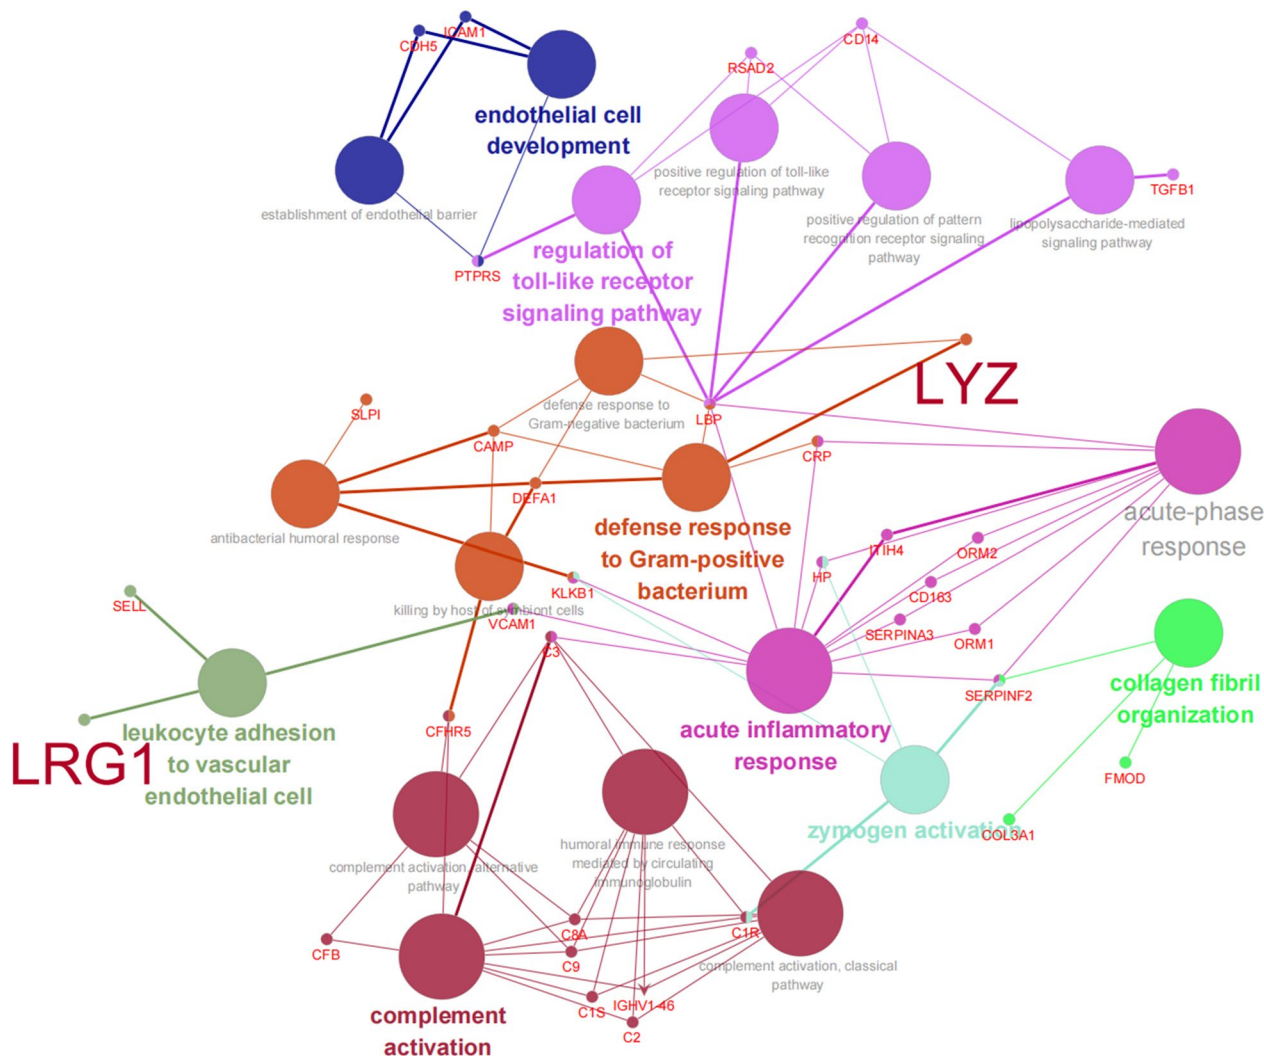 ICAM1
CDH5
CD14
RSAD2
endothelial cell
development
positive regulation of toll-like
receptor signaling pathway
TGFB1
establishment of endothelial barrier
positive regulation of pattern
recognition receptor signaling
pathway
lipopolysaccharide-mediated
signaling pathway
regulation of
toll-like receptor
signaling pathway
PTPRS
LYZ
defense response to
Gram-negative bacterium
SLPI
LBP
CAMP
CRP
DEFA1
acute-phase
response
antibacterial humoral response
defense response
to Gram-positive
bacterium
ITIH4
ORM2
HP
KLKB1
CD163
killing by host of symbiont cells
SELL
VCAM1
SERPINA3
ORM1
C3
SERPINF2
collagen fibril
organization
LRG1
leukocyte adhesion
to vascular
endothelial cell
CFHR5
acute inflammatory
response
FMOD
zymogen activation
COL3A1
humoral immune response
mediated by circulating
immunoglobulin
complement activation, alternative
pathway
C8A
C1R
CFB
C9
complement activation, classical
pathway
C1S
IGHV1-46
C2
complement
activation